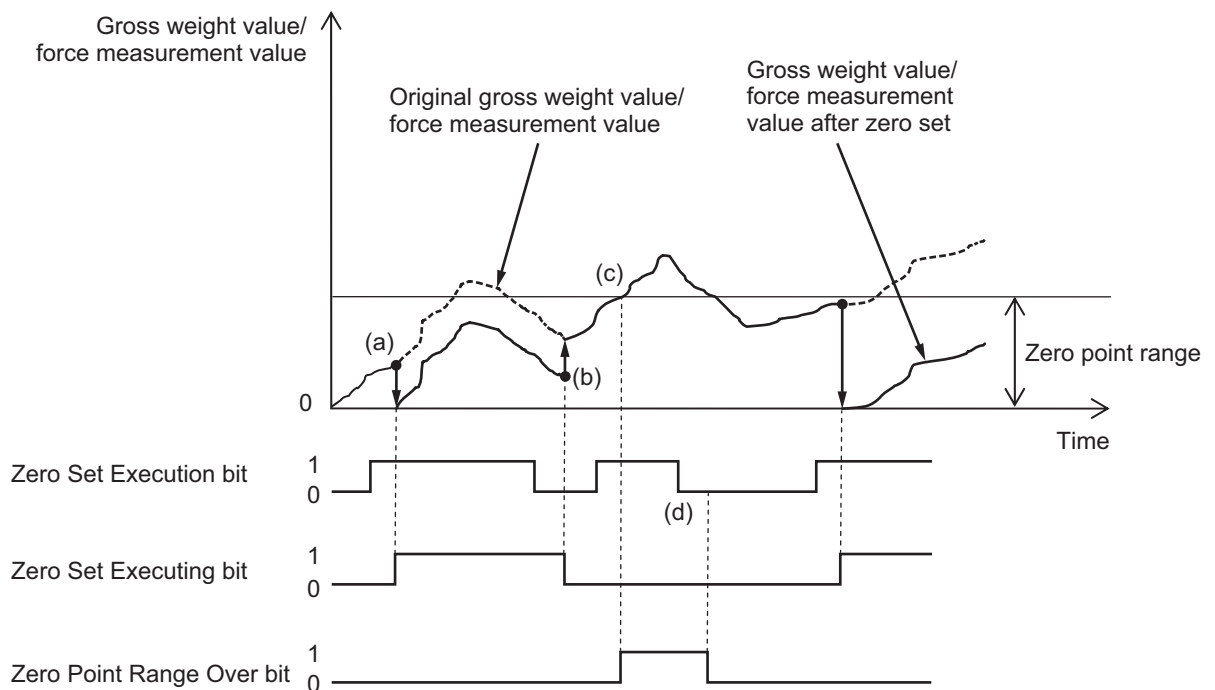 Gross weight value/
force measurement value
Original gross weight value/
force measurement value
Gross weight value/
force measurement
value after zero set
(a)
(b)
(c)
Zero point range
0
Time
Zero Set Execution bit
1
0
(d)
Zero Set Executing bit
1
0
Zero Point Range Over bit
1
0